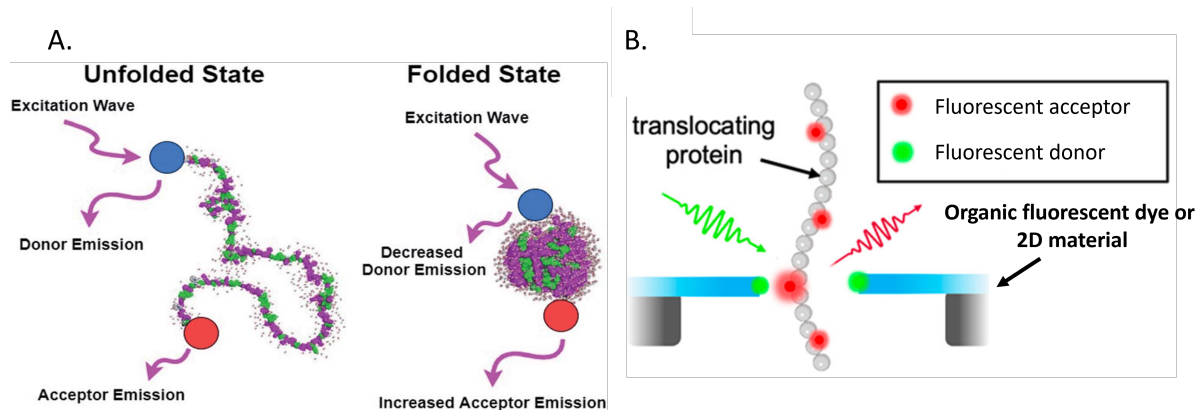 A.
Unfolded State
Excitation Wave
Donor Emission
Acceptor Emission
Folded State
Excitation Wave
Decreased
Donor Emission
Increased Acceptor Emission
B.
translocating
protein
Fluorescent acceptor
Fluorescent donor
Organic fluorescent dye or
2D material